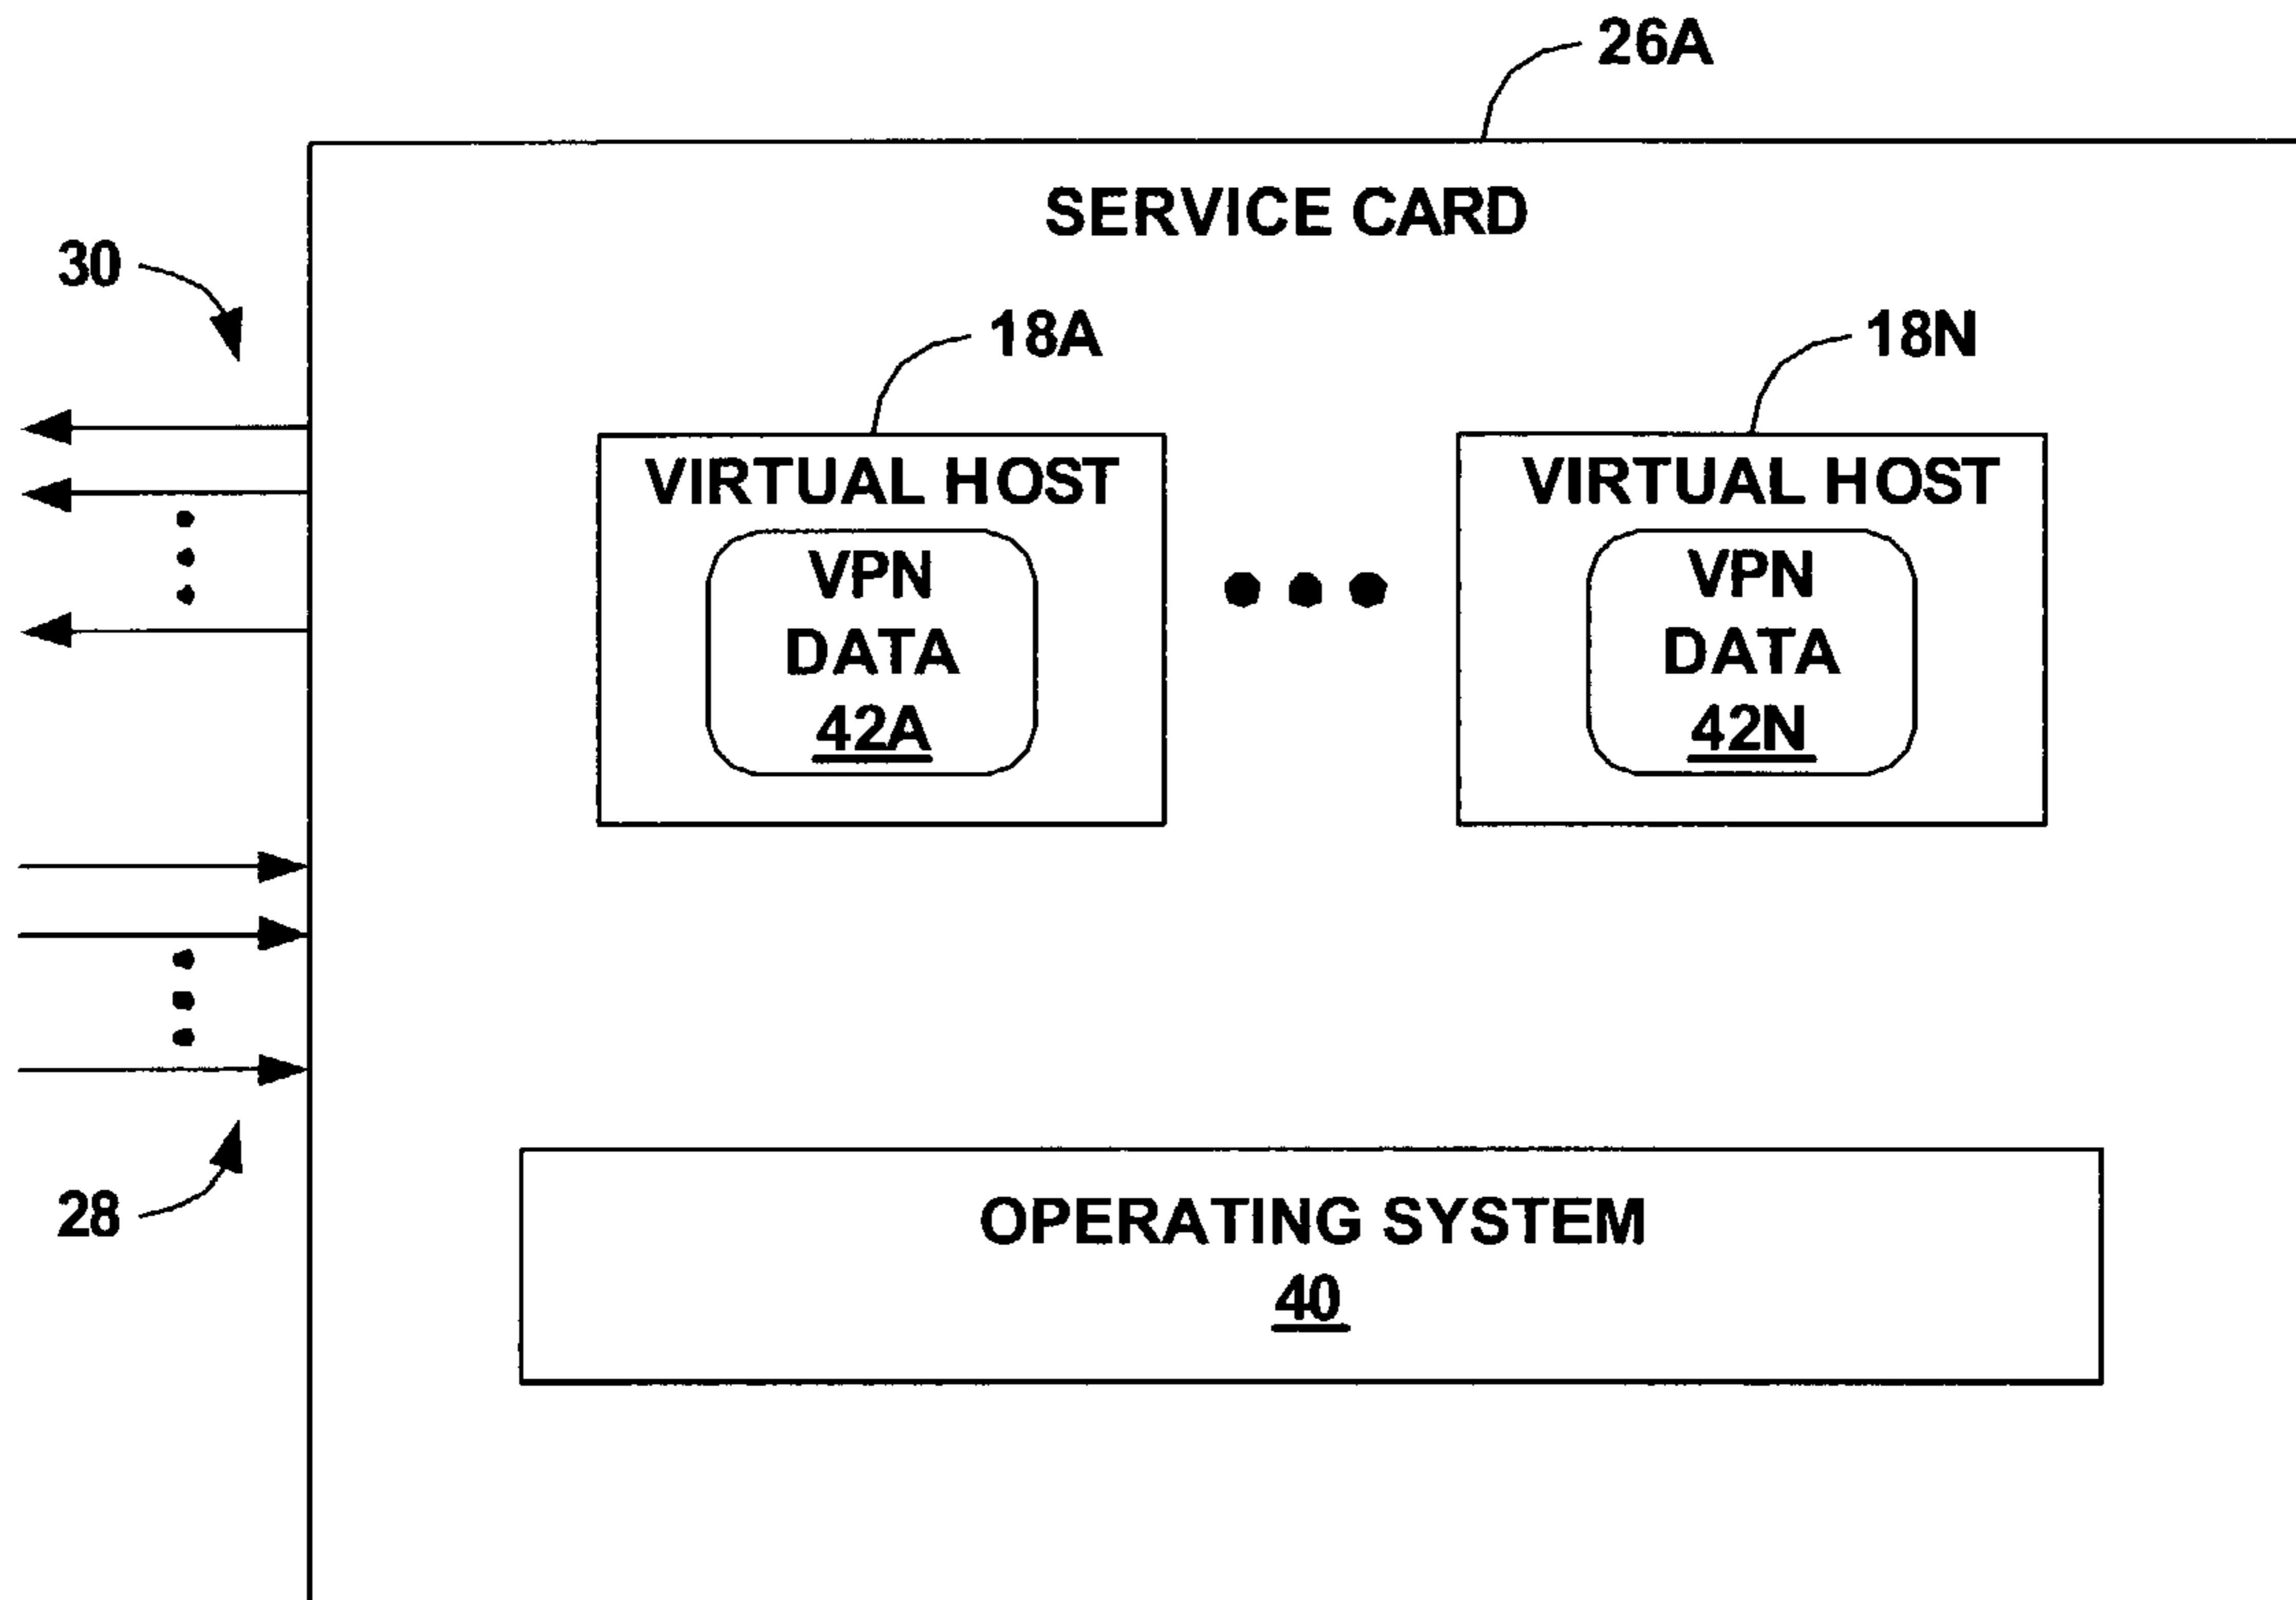 26A
SERVICE CARD
30
18A
18N
VIRTUAL HOST
VPN
DATA
42A
VIRTUAL HOST
VPN
DATA
42N
28
OPERATING SYSTEM
40